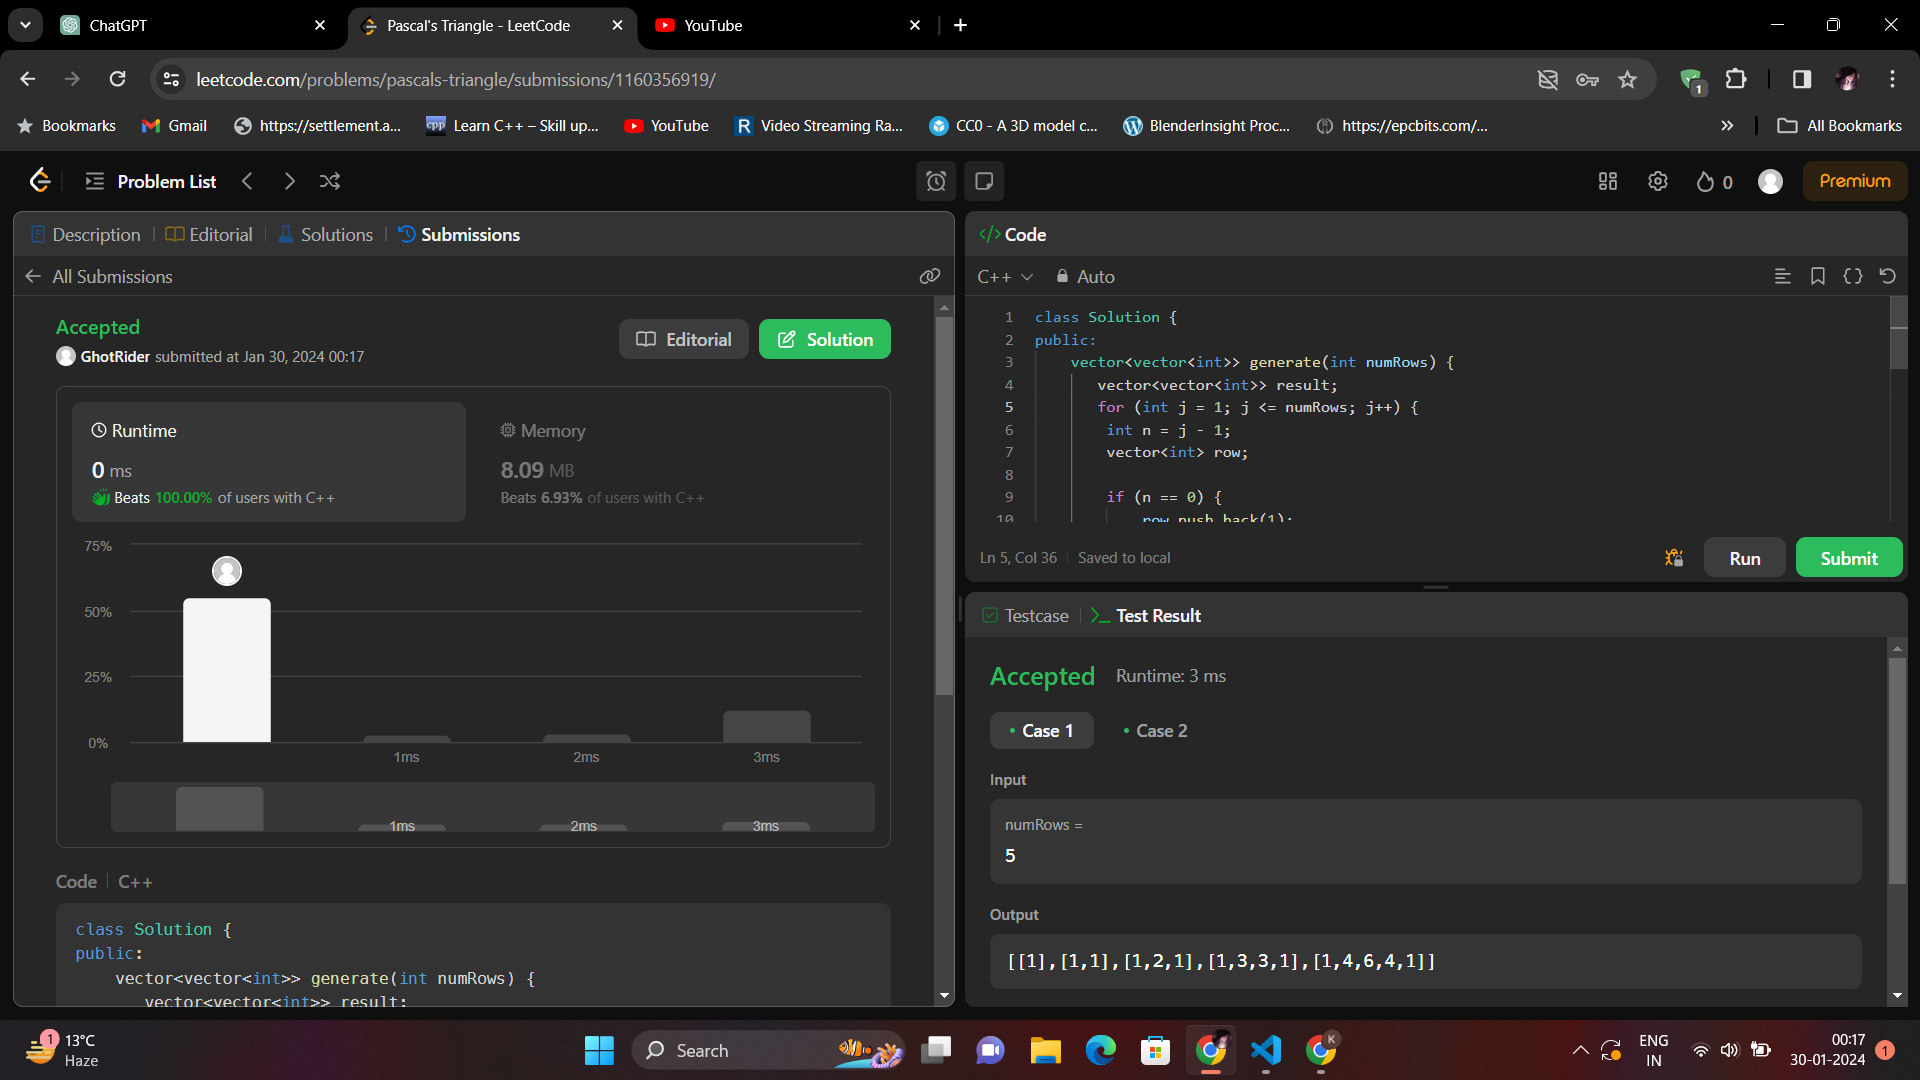 ChatGPT
Pascal's Triangle - LeetCode
YouTube
leetcode.com/problems/pascals-triangle/submissions/1160356919/
1
Bookmarks
Gmail
https://settlement.a...
Learn C++ – Skill up...
YouTube
Video Streaming Ra...
CC0 - A 3D model c...
BlenderInsight Proc...
https://epcbits.com/...
All Bookmarks
Problem List
0
Premium
Description
Editorial
Solutions
Submissions
All Submissions
Accepted
GhotRider submitted at Jan 30, 2024 00:17
Editorial
Solution
Runtime
0 ms
Beats 100.00% of users with C++
Memory
8.09 MB
Beats 6.93% of users with C++
75%
50%
25%
0%
1ms
2ms
3ms
1ms
2ms
3ms
Code
C++
class Solution {
public:
vector<vector<int>> generate(int numRows) {
vector<vector<int>> result;
Code
C++
Auto
1 class Solution {
2 public:
3 vector<vector<int>> generate(int numRows) {
4 vector<vector<int>> result;
5 for (int j = 1; j <= numRows; j++) {
6 int n = j - 1;
7 vector<int> row;
8
9 if (n == 0) {
10 row.push_back(1);
Ln 5, Col 36
Saved to local
Run
Submit
Testcase
Test Result
Accepted
Runtime: 3 ms
Case 1
Case 2
Input
numRows =
5
Output
[[1],[1,1],[1,2,1],[1,3,3,1],[1,4,6,4,1]]
1
13°C
Haze
Search
K
ENG
IN
00:17
30-01-2024
1